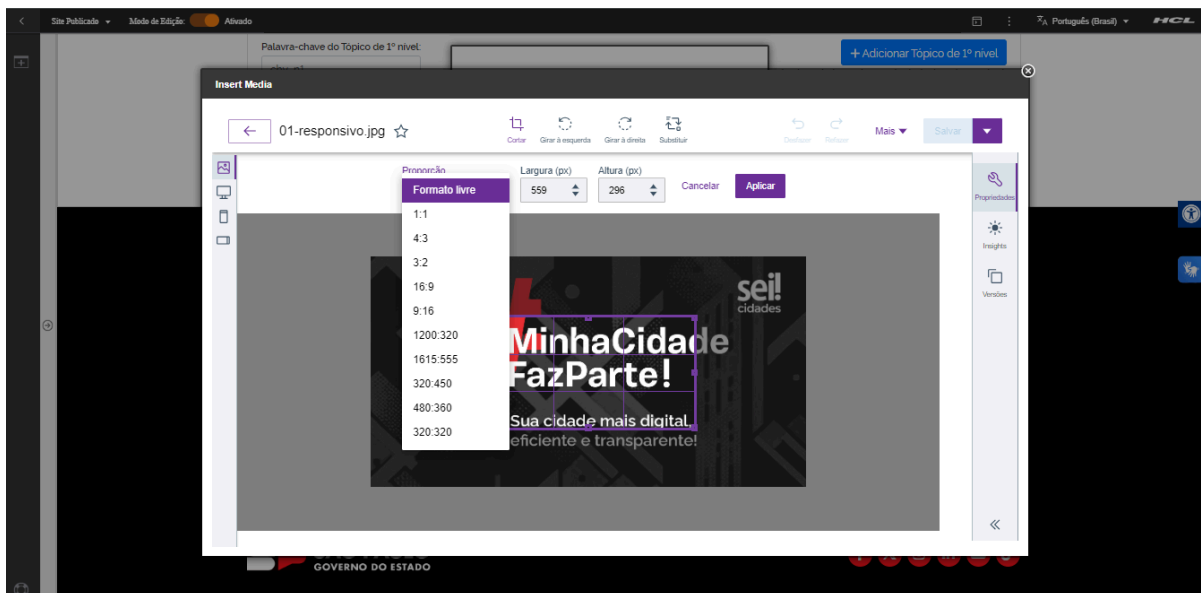 Site Publicado
Modo de Edição:
Ativado
Português (Brasil)
HCL
Palavra-chave do Tópico de 1º nível:
+ Adicionar Tópico de 1º nível
Insert Media
01-responsivo.jpg
Cortar
Girar à esquerda
Girar à direita
Substituir
Desfazer
Refazer
Mais
Salvar
Proporção
Largura (px)
Altura (px)
Formato livre
559
296
Cancelar
Aplicar
1:1
4:3
3:2
16:9
9:16
1200:320
1615:555
320:450
480:360
320:320
Propriedades
Insights
Versões
sei!
cidades
MinhaCidade
FazParte!
Sua cidade mais digital,
eficiente e transparente!
GOVERNO DO ESTADO